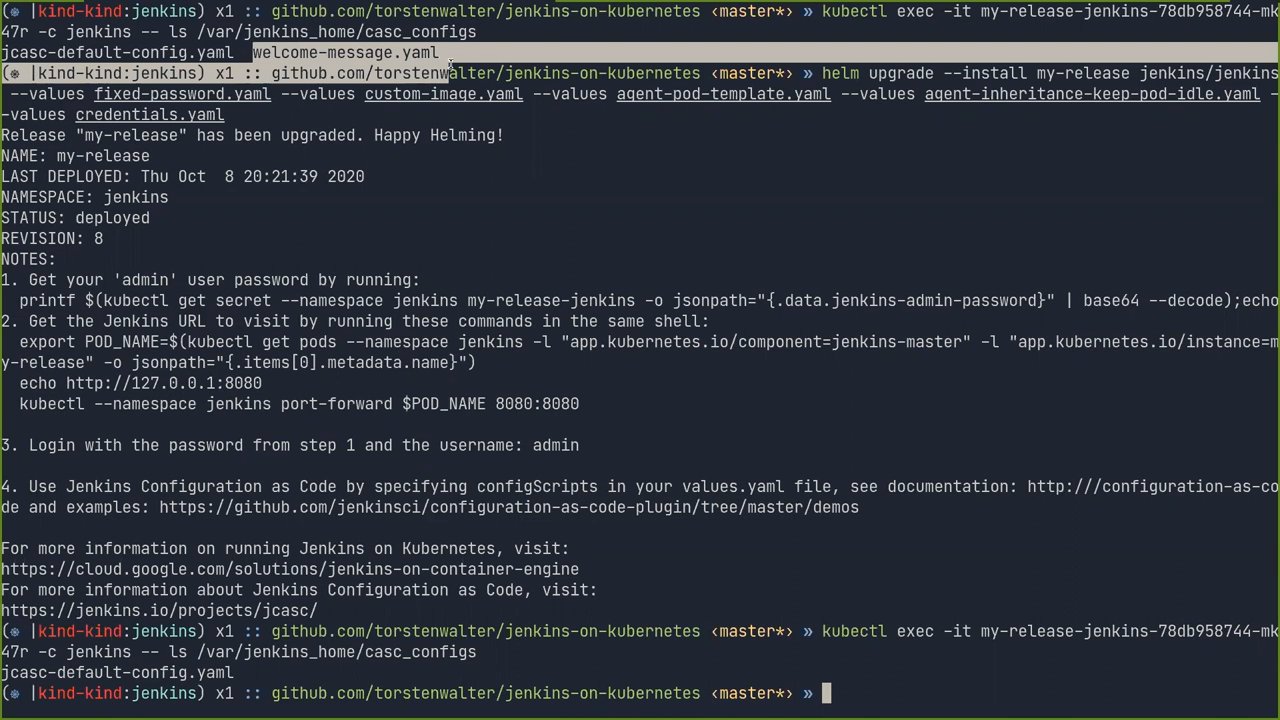 (⎈ |kind-kind:jenkins) x1 :: github.com/torstenwalter/jenkins-on-kubernetes ‹master*› » kubectl exec -it my-release-jenkins-78db958744-mk
47r -c jenkins -- ls /var/jenkins_home/casc_configs
jcasc-default-config.yaml  welcome-message.yaml
(⎈ |kind-kind:jenkins) x1 :: github.com/torstenwalter/jenkins-on-kubernetes ‹master*› » helm upgrade --install my-release jenkins/jenkins
 --values fixed-password.yaml --values custom-image.yaml --values agent-pod-template.yaml --values agent-inheritance-keep-pod-idle.yaml -
-values credentials.yaml
Release "my-release" has been upgraded. Happy Helming!
NAME: my-release
LAST DEPLOYED: Thu Oct  8 20:21:39 2020
NAMESPACE: jenkins
STATUS: deployed
REVISION: 8
NOTES:
1. Get your 'admin' user password by running:
  printf $(kubectl get secret --namespace jenkins my-release-jenkins -o jsonpath="{.data.jenkins-admin-password}" | base64 --decode);echo
2. Get the Jenkins URL to visit by running these commands in the same shell:
  export POD_NAME=$(kubectl get pods --namespace jenkins -l "app.kubernetes.io/component=jenkins-master" -l "app.kubernetes.io/instance=m
y-release" -o jsonpath="{.items[0].metadata.name}")
  echo http://127.0.0.1:8080
  kubectl --namespace jenkins port-forward $POD_NAME 8080:8080
3. Login with the password from step 1 and the username: admin
4. Use Jenkins Configuration as Code by specifying configScripts in your values.yaml file, see documentation: http:///configuration-as-co
de and examples: https://github.com/jenkinsci/configuration-as-code-plugin/tree/master/demos
For more information on running Jenkins on Kubernetes, visit:
https://cloud.google.com/solutions/jenkins-on-container-engine
For more information about Jenkins Configuration as Code, visit:
https://jenkins.io/projects/jcasc/
(⎈ |kind-kind:jenkins) x1 :: github.com/torstenwalter/jenkins-on-kubernetes ‹master*› » kubectl exec -it my-release-jenkins-78db958744-mk
47r -c jenkins -- ls /var/jenkins_home/casc_configs
jcasc-default-config.yaml
(⎈ |kind-kind:jenkins) x1 :: github.com/torstenwalter/jenkins-on-kubernetes ‹master*› »